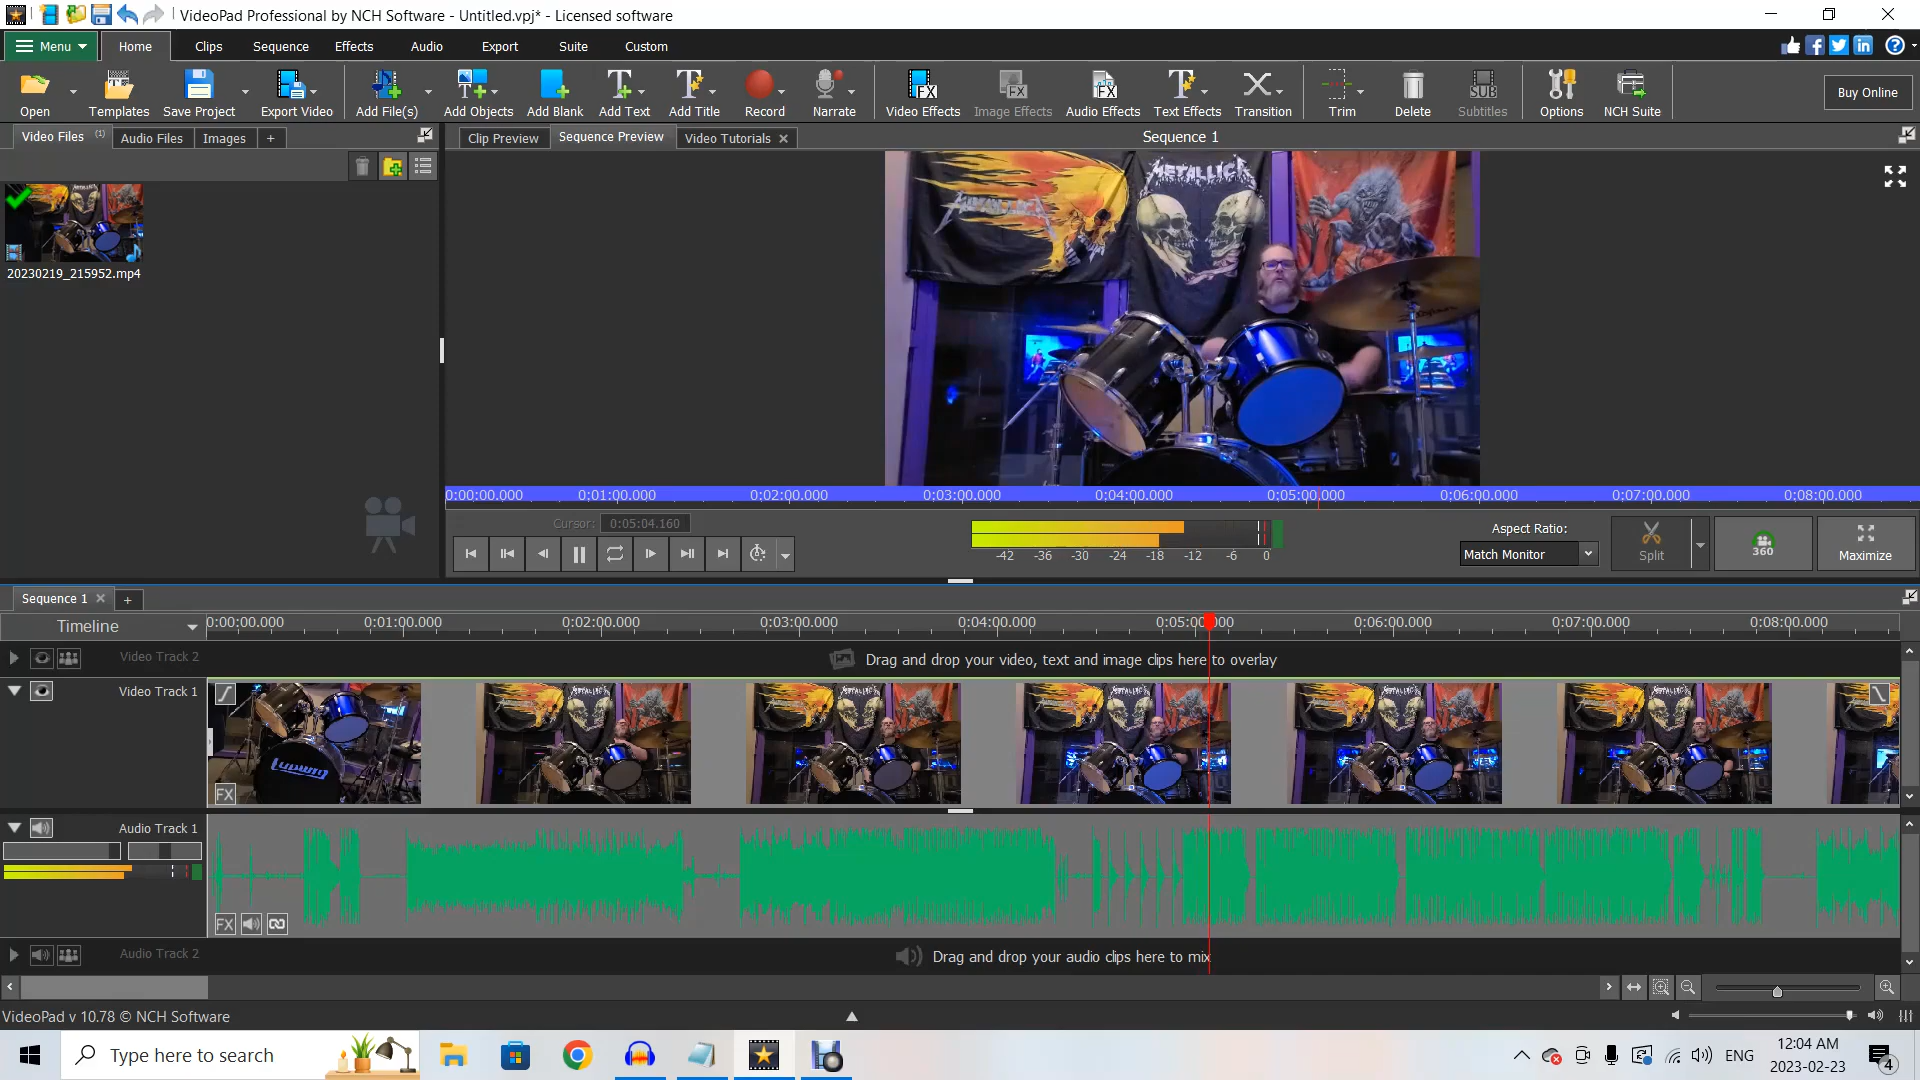 VideoPad Professional by NCH Software - Untitled.vpj* - Licensed software
Menu Home Clips Sequence Effects Audio Export Suite Custom
Open Templates Save Project Export Video Add File(s) Add Objects Add Blank Add Text Add Title Record Narrate Video Effects Image Effects Audio Effects Text Effects Transition Trim Delete Subtitles Options NCH Suite Buy Online
Video Files (1) Audio Files Images + Clip Preview Sequence Preview Video Tutorials Sequence 1
METALLICA
20230219_215952.mp4
0:00:00.000 0:01:00.000 0:02:00.000 0:03:00.000 0:04:00.000 0:05:00.000 0:06:00.000 0:07:00.000 0:08:00.000
Cursor: 0:05:04.160
-42 -36 -30 -24 -18 -12 -6 0
Aspect Ratio:
Match Monitor
Split 360 Maximize
Sequence 1 +
Timeline 0:00:00.000 0:01:00.000 0:02:00.000 0:03:00.000 0:04:00.000 0:05:00.000 0:06:00.000 0:07:00.000 0:08:00.000
Video Track 2 Drag and drop your video, text and image clips here to overlay
Video Track 1
Ludwig
FX
Audio Track 1
FX
Audio Track 2 Drag and drop your audio clips here to mix
VideoPad v 10.78 © NCH Software
Type here to search
ENG
12:04 AM
2023-02-23
4